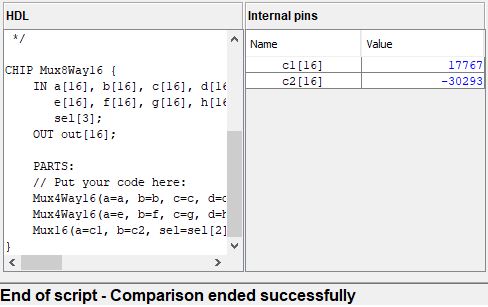 HDL
*/
CHIP Mux8Way16 {
IN a[16], b[16], c[16], d[16
e[16], f[16], g[16], h[16
sel[3];
OUT out[16];
PARTS:
// Put your code here:
Mux4Way16(a=a, b=b, c=c, d=d
Mux4Way16(a=e, b=f, c=g, d=h
Mux16(a=c1, b=c2, sel=sel[2]
}
Internal pins
Name Value
c1[16] 17767
c2[16] -30293
End of script - Comparison ended successfully